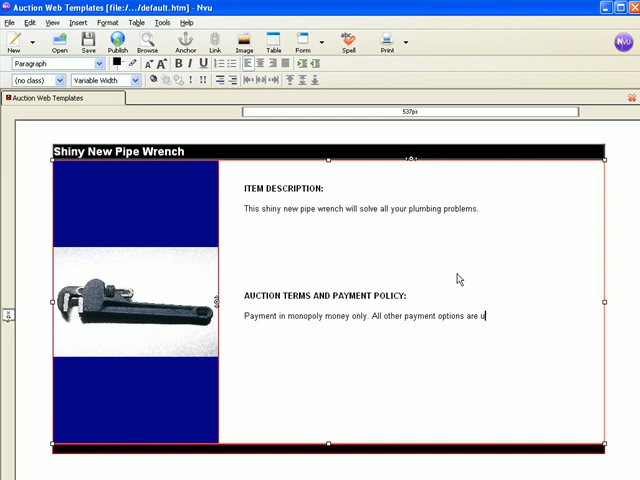 Auction Web Templates [file:/.../default.htm] - Nvu
File Edit View Insert Format Table Tools Help
New Open Save Publish Browse Anchor Link Image Table Form Spell Print
Paragraph
(no class) Variable Width
Auction Web Templates
537px
Shiny New Pipe Wrench
ITEM DESCRIPTION:
This shiny new pipe wrench will solve all your plumbing problems.
AUCTION TERMS AND PAYMENT POLICY:
Payment in monopoly money only. All other payment options are u